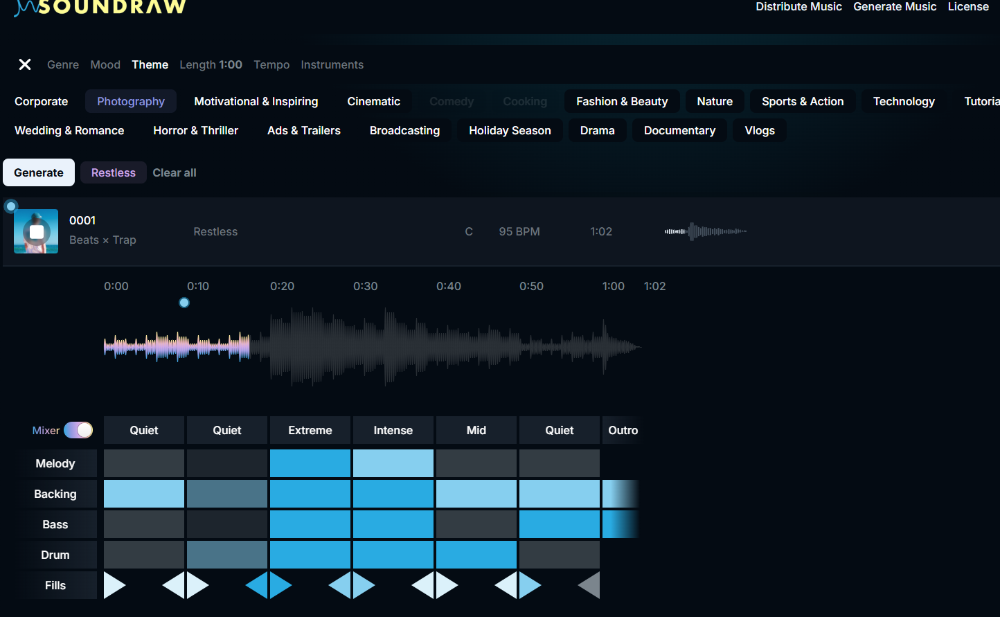 SOUNDRAW
Distribute Music Generate Music License
Genre Mood Theme Length 1:00 Tempo Instruments
Corporate Photography Motivational & Inspiring Cinematic Comedy Cooking Fashion & Beauty Nature Sports & Action Technology Tutoria
Wedding & Romance Horror & Thriller Ads & Trailers Broadcasting Holiday Season Drama Documentary Vlogs
Generate Restless Clear all
0001
Beats × Trap Restless C 95 BPM 1:02
0:00 0:10 0:20 0:30 0:40 0:50 1:00 1:02
Mixer Quiet Quiet Extreme Intense Mid Quiet Outro
Melody
Backing
Bass
Drum
Fills